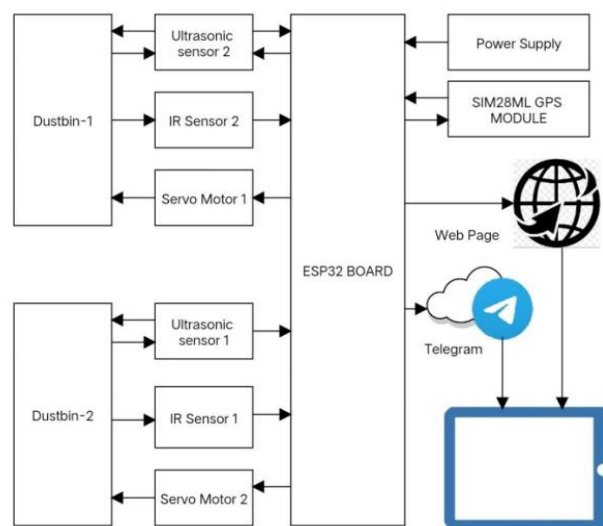 Ultrasonic
sensor 2
Dustbin-1
IR Sensor 2
Servo Motor 1
Power Supply
SIM28ML GPS
MODULE
Web Page
ESP32 BOARD
Telegram
Ultrasonic
sensor 1
Dustbin-2
IR Sensor 1
Servo Motor 2